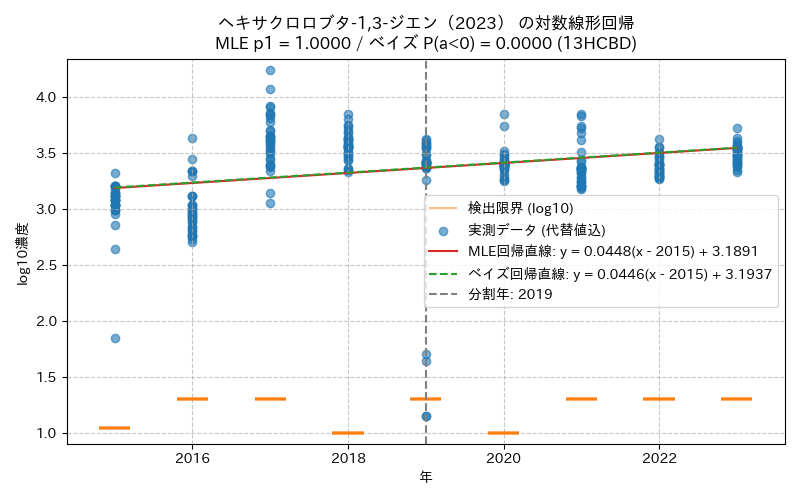 ヘキサクロロブタ-1,3-ジエン（2023） の対数線形回帰
MLE p1 = 1.0000 / ベイズ P(a<0) = 0.0000 (13HCBD)
log10濃度
4.0
3.5
3.0
2.5
2.0
1.5
1.0
検出限界 (log10)
実測データ (代替値込)
MLE回帰直線: y = 0.0448(x - 2015) + 3.1891
ベイズ回帰直線: y = 0.0446(x - 2015) + 3.1937
分割年: 2019
2016
2018
2020
2022
年